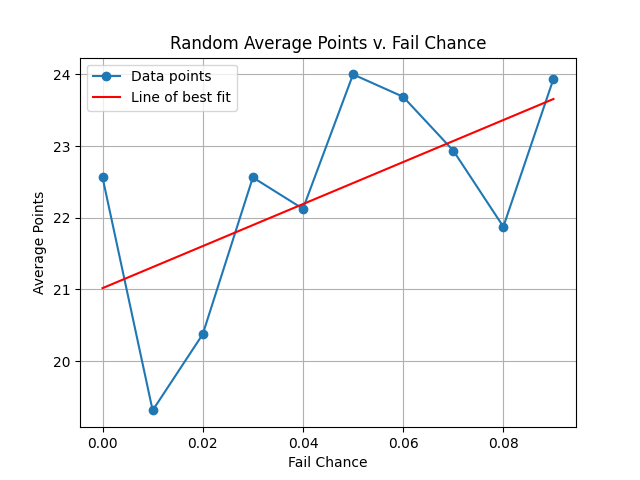 Random Average Points v. Fail Chance
Data points
Line of best fit
24
23
22
21
20
Average Points
0.00 0.02 0.04 0.06 0.08
Fail Chance